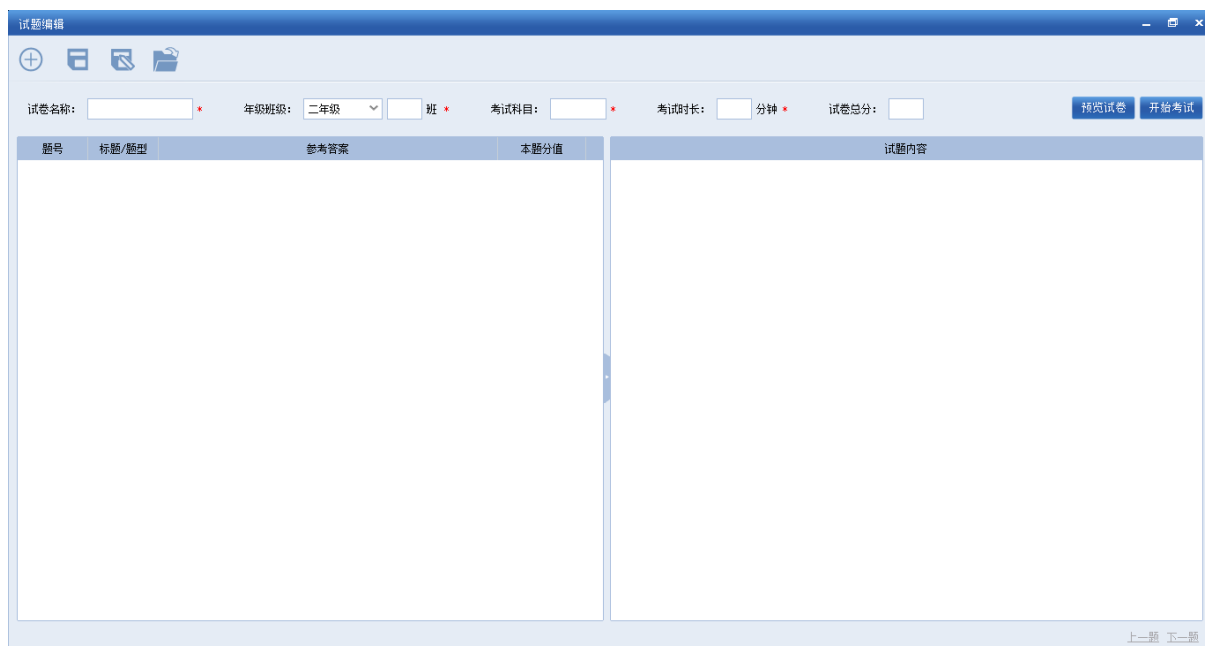 试题编辑
试卷名称: * 年级班级: 二年级 班 * 考试科目: * 考试时长: 分钟 * 试卷总分: 预览试卷 开始考试
题号 标题/题型 参考答案 本题分值 试题内容
上一题 下一题